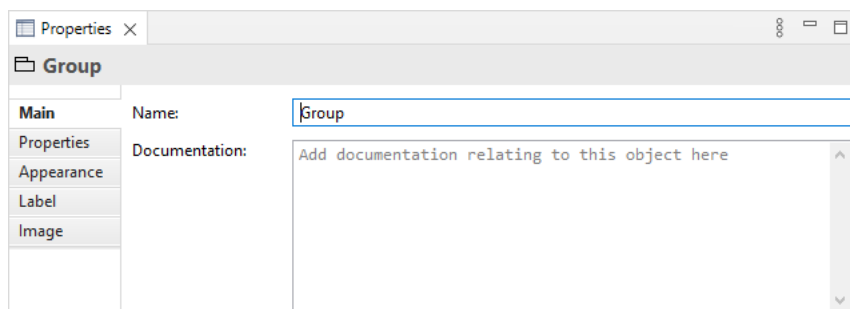 Properties
Group
Main
Name:
Group
Properties
Documentation:
Add documentation relating to this object here
Appearance
Label
Image